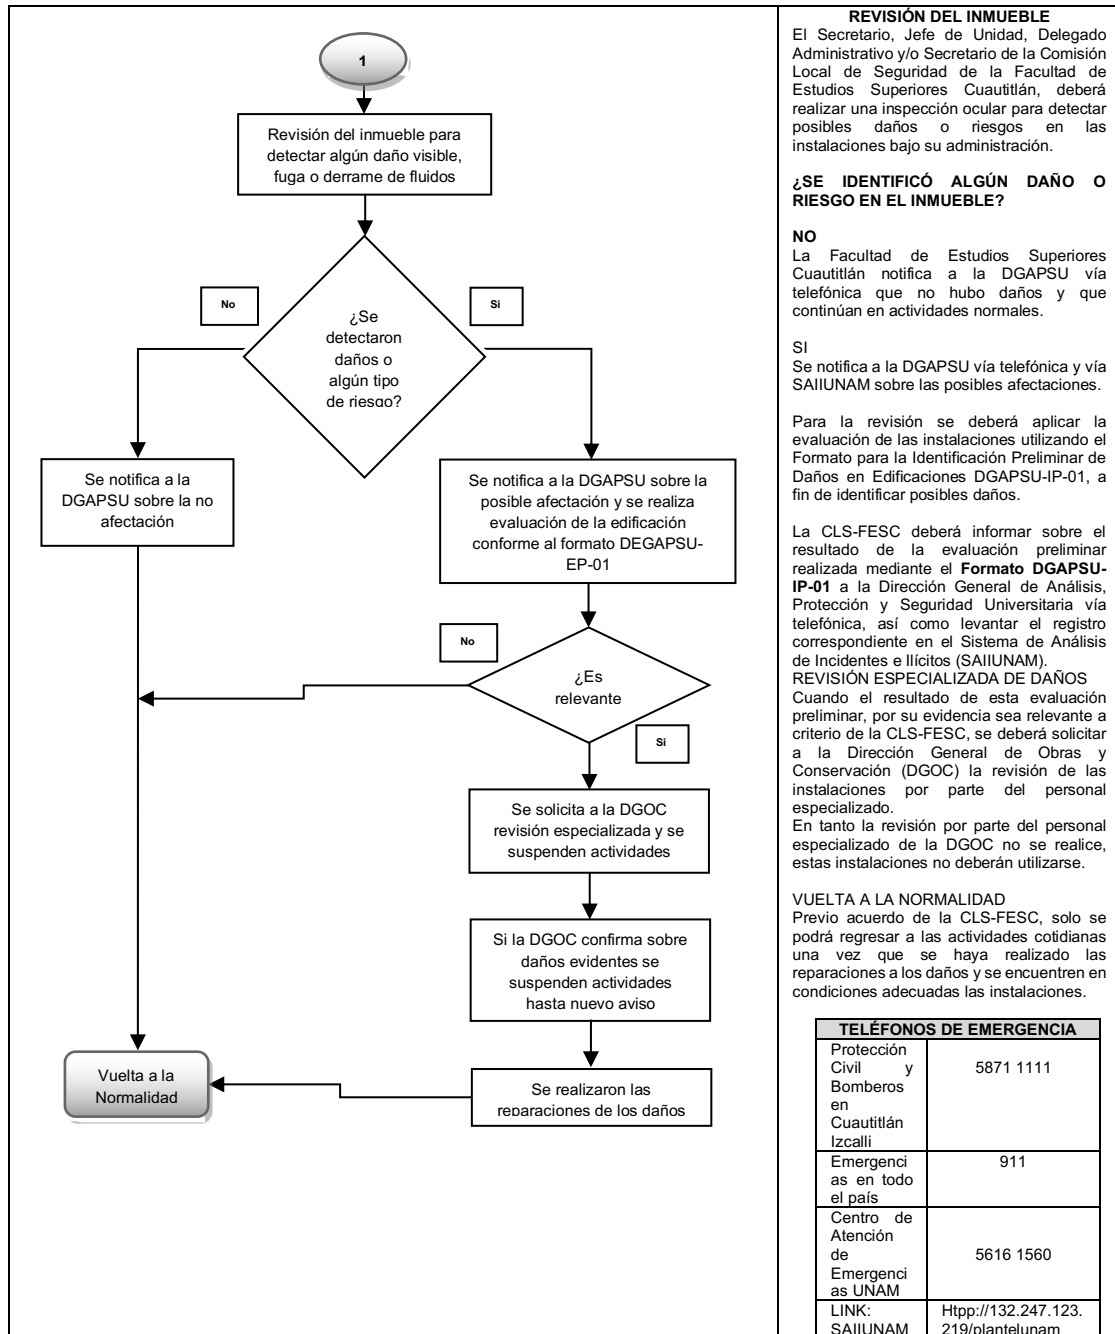 1
Revisión del inmueble para
detectar algún daño visible,
fuga o derrame de fluidos
No
Si
¿Se
detectaron
daños o
algún tipo
de riesgo?
Se notifica a la
DGAPSU sobre la no
afectación
Se notifica a la DGAPSU sobre la
posible afectación y se realiza
evaluación de la edificación
conforme al formato DEGAPSU-
EP-01
No
¿Es
relevante
Si
Se solicita a la DGOC
revisión especializada y se
suspenden actividades
Si la DGOC confirma sobre
daños evidentes se
suspenden actividades
hasta nuevo aviso
Vuelta a la
Normalidad
Se realizaron las
reparaciones de los daños
REVISIÓN DEL INMUEBLE
El Secretario, Jefe de Unidad, Delegado
Administrativo y/o Secretario de la Comisión
Local de Seguridad de la Facultad de
Estudios Superiores Cuautitlán, deberá
realizar una inspección ocular para detectar
posibles daños o riesgos en las
instalaciones bajo su administración.
¿SE IDENTIFICÓ ALGÚN DAÑO O
RIESGO EN EL INMUEBLE?
NO
La Facultad de Estudios Superiores
Cuautitlán notifica a la DGAPSU vía
telefónica que no hubo daños y que
continúan en actividades normales.
SI
Se notifica a la DGAPSU vía telefónica y vía
SAIIUNAM sobre las posibles afectaciones.
Para la revisión se deberá aplicar la
evaluación de las instalaciones utilizando el
Formato para la Identificación Preliminar de
Daños en Edificaciones DGAPSU-IP-01, a
fin de identificar posibles daños.
La CLS-FESC deberá informar sobre el
resultado de la evaluación preliminar
realizada mediante el Formato DGAPSU-
IP-01 a la Dirección General de Análisis,
Protección y Seguridad Universitaria vía
telefónica, así como levantar el registro
correspondiente en el Sistema de Análisis
de Incidentes e Ilícitos (SAIIUNAM).
REVISIÓN ESPECIALIZADA DE DAÑOS
Cuando el resultado de esta evaluación
preliminar, por su evidencia sea relevante a
criterio de la CLS-FESC, se deberá solicitar
a la Dirección General de Obras y
Conservación (DGOC) la revisión de las
instalaciones por parte del personal
especializado.
En tanto la revisión por parte del personal
especializado de la DGOC no se realice,
estas instalaciones no deberán utilizarse.
VUELTA A LA NORMALIDAD
Previo acuerdo de la CLS-FESC, solo se
podrá regresar a las actividades cotidianas
una vez que se haya realizado las
reparaciones a los daños y se encuentren en
condiciones adecuadas las instalaciones.
TELÉFONOS DE EMERGENCIA
Protección
Civil y
Bomberos
en
Cuautitlán
Izcalli
5871 1111
Emergenci
as en todo
el país
911
Centro de
Atención
de
Emergenci
as UNAM
5616 1560
LINK:
SAIIUNAM
Htpp://132.247.123.
219/plantelunam